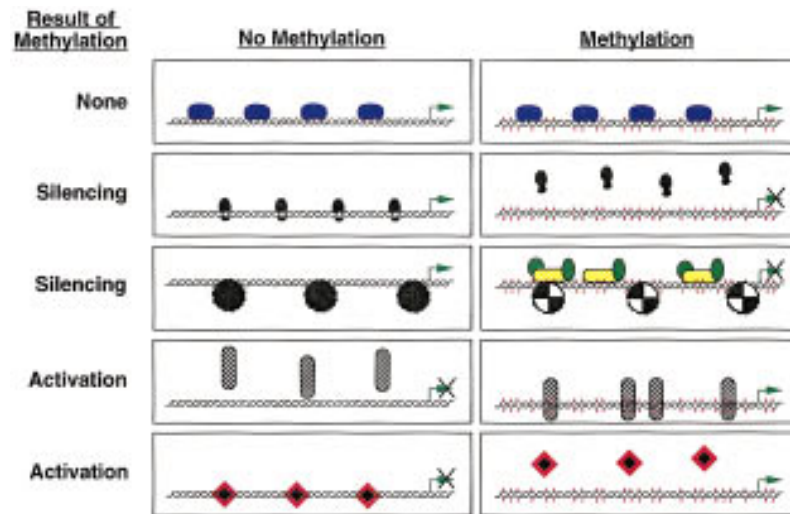 Result of
Methylation
No Methylation
Methylation
None
Silencing
Silencing
Activation
Activation